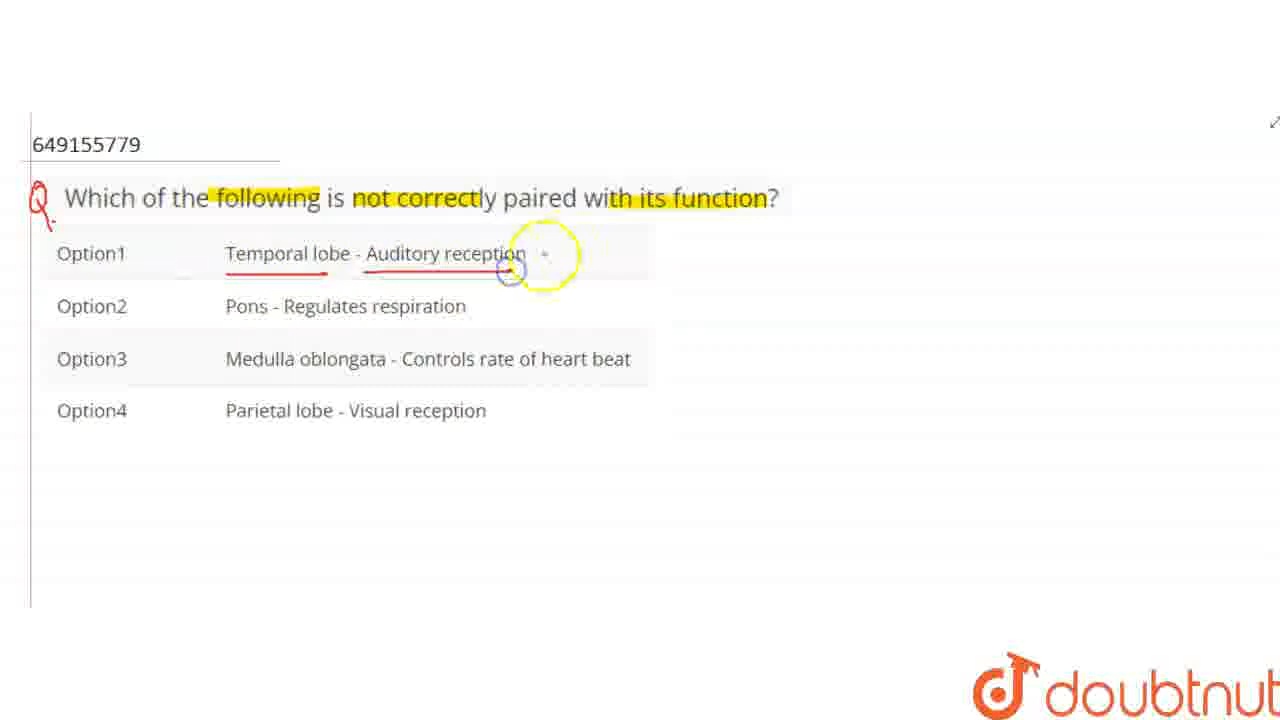 649155779
Q. Which of the following is not correctly paired with its function?
Option1 Temporal lobe - Auditory reception
Option2 Pons - Regulates respiration
Option3 Medulla oblongata - Controls rate of heart beat
Option4 Parietal lobe - Visual reception
doubtnut